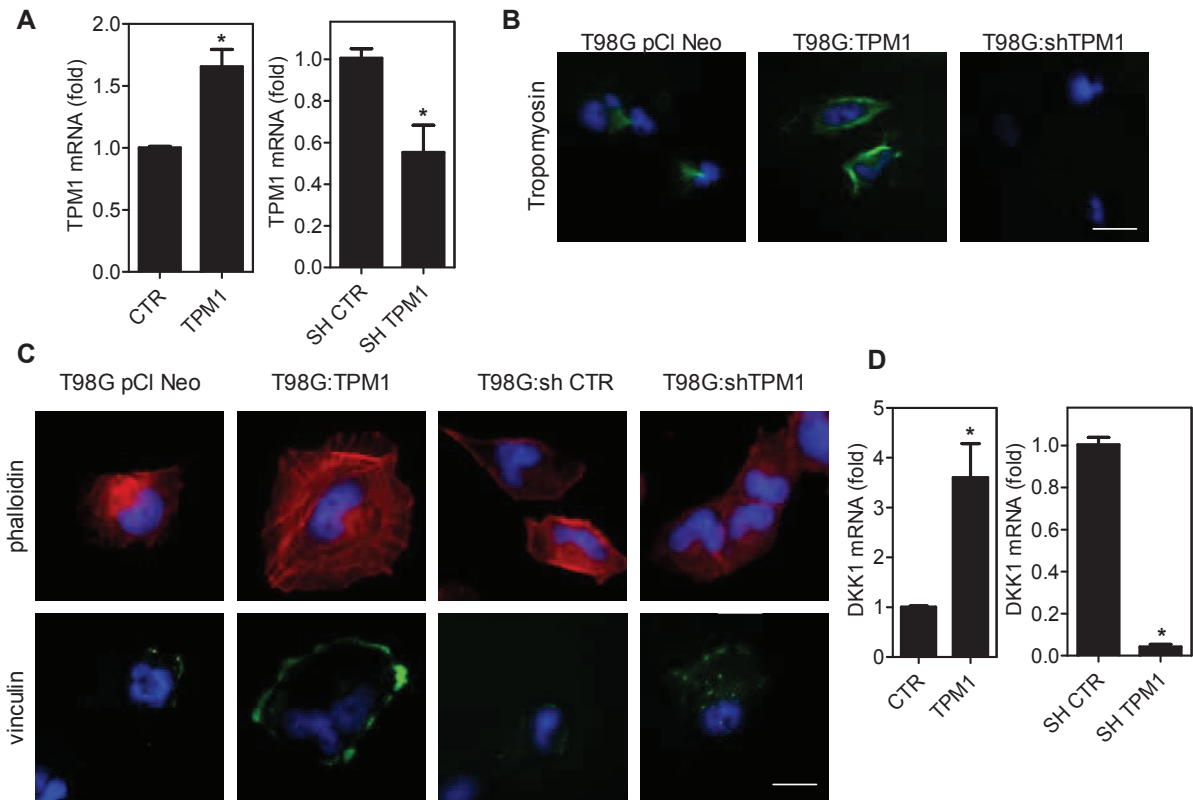 A
TPM1 mRNA (fold)
2.0
1.5
1.0
0.5
0.0
CTR
TPM1
*
TPM1 mRNA (fold)
1.0
0.8
0.6
0.4
0.2
0.0
SH CTR
SH TPM1
*
B
T98G pCl Neo
T98G:TPM1
T98G:shTPM1
Tropomyosin
C
T98G pCl Neo
T98G:TPM1
T98G:sh CTR
T98G:shTPM1
phalloidin
vinculin
D
DKK1 mRNA (fold)
5
4
3
2
1
0
CTR
TPM1
*
DKK1 mRNA (fold)
1.0
0.8
0.6
0.4
0.2
0.0
SH CTR
SH TPM1
*